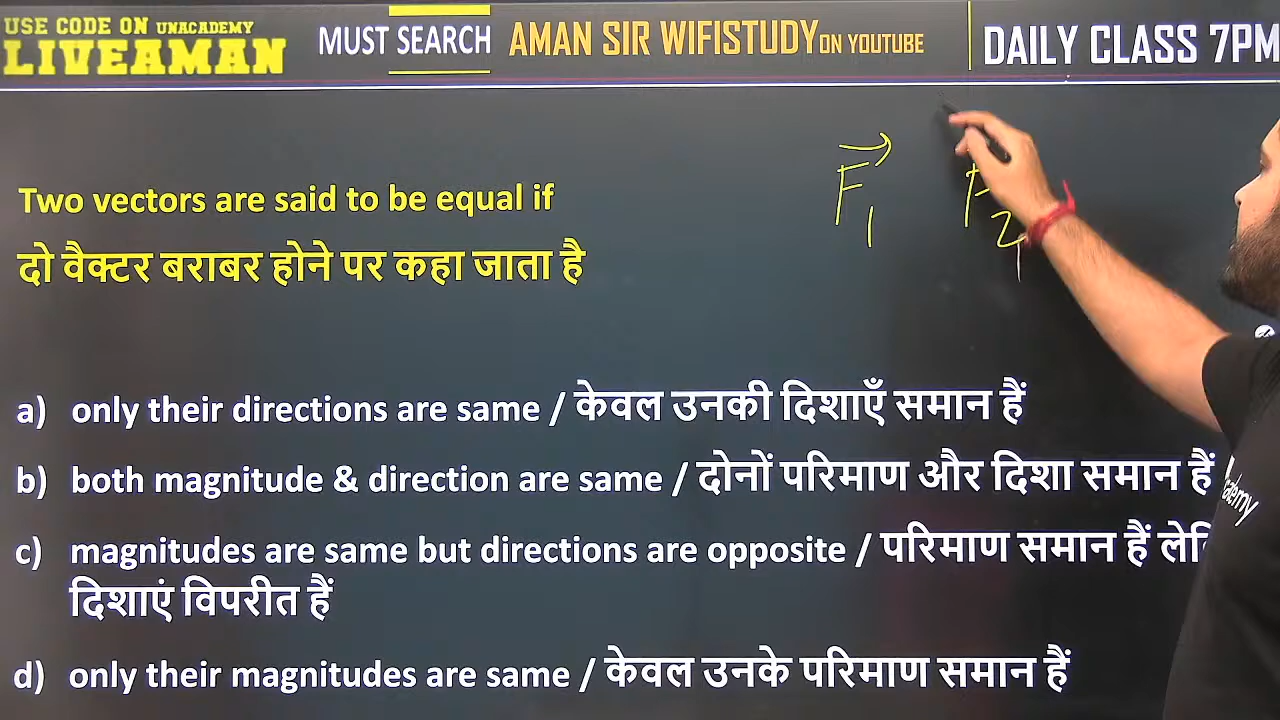 USE CODE ON UNACADEMY
LIVEAMAN
MUST SEARCH AMAN SIR WIFISTUDY ON YOUTUBE
DAILY CLASS 7PM
F₁ F₂
Two vectors are said to be equal if
दो वैक्टर बराबर होने पर कहा जाता है
a) only their directions are same / केवल उनकी दिशाएँ समान हैं
b) both magnitude & direction are same / दोनों परिमाण और दिशा समान हैं
c) magnitudes are same but directions are opposite / परिमाण समान हैं
दिशाएं विपरीत हैं
d) only their magnitudes are same / केवल उनके परिमाण समान हैं